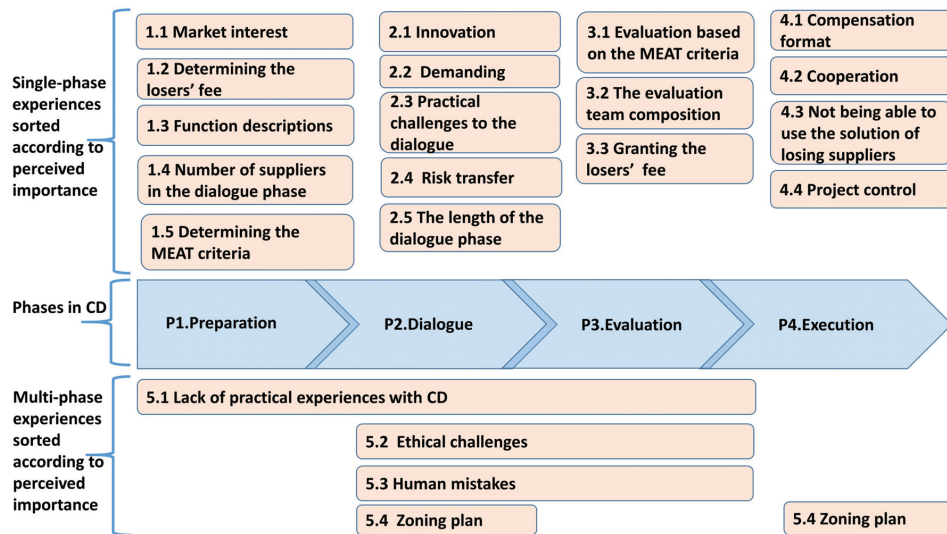 Single-phase
experiences
sorted
according to
perceived
importance
1.1 Market interest
1.2 Determining the
losers' fee
1.3 Function descriptions
1.4 Number of suppliers
in the dialogue phase
1.5 Determining the
MEAT criteria
2.1 Innovation
2.2 Demanding
2.3 Practical
challenges to the
dialogue
2.4 Risk transfer
2.5 The length of the
dialogue phase
3.1 Evaluation based
on the MEAT criteria
3.2 The evaluation
team composition
3.3 Granting the
losers' fee
4.1 Compensation
format
4.2 Cooperation
4.3 Not being able to
use the solution of
losing suppliers
4.4 Project control
Phases in CD
P1.Preparation
P2.Dialogue
P3.Evaluation
P4.Execution
Multi-phase
experiences
sorted
according to
perceived
importance
5.1 Lack of practical experiences with CD
5.2 Ethical challenges
5.3 Human mistakes
5.4 Zoning plan
5.4 Zoning plan